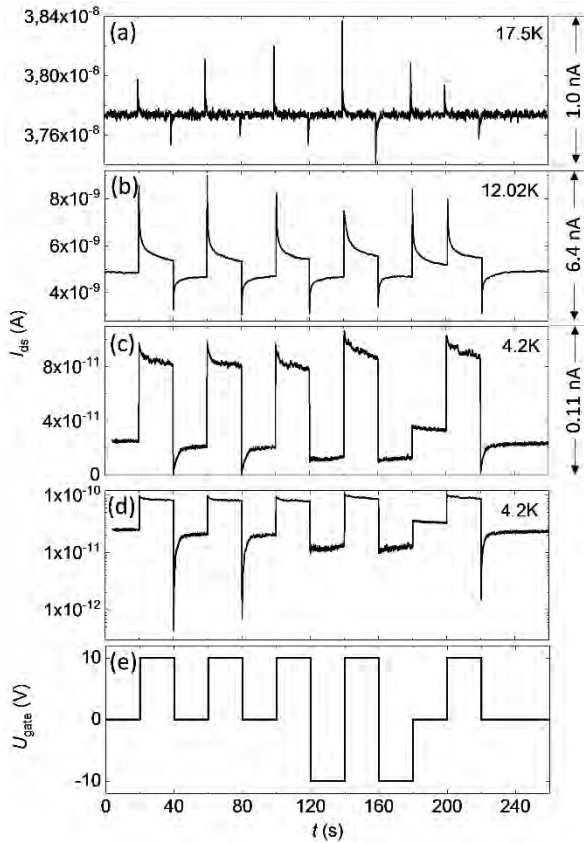 3,84x10⁻⁸
(a)
17.5K
3,80x10⁻⁸
3,76x10⁻⁸
1.0 nA
(b)
12.02K
8x10⁻⁹
6x10⁻⁹
4x10⁻⁹
6.4 nA
I_ds (A)
(c)
4.2K
8x10⁻¹¹
4x10⁻¹¹
0
0.11 nA
1x10⁻¹⁰
(d)
4.2K
1x10⁻¹¹
1x10⁻¹²
(e)
10
0
-10
U_gate (V)
0 40 80 120 160 200 240
t (s)